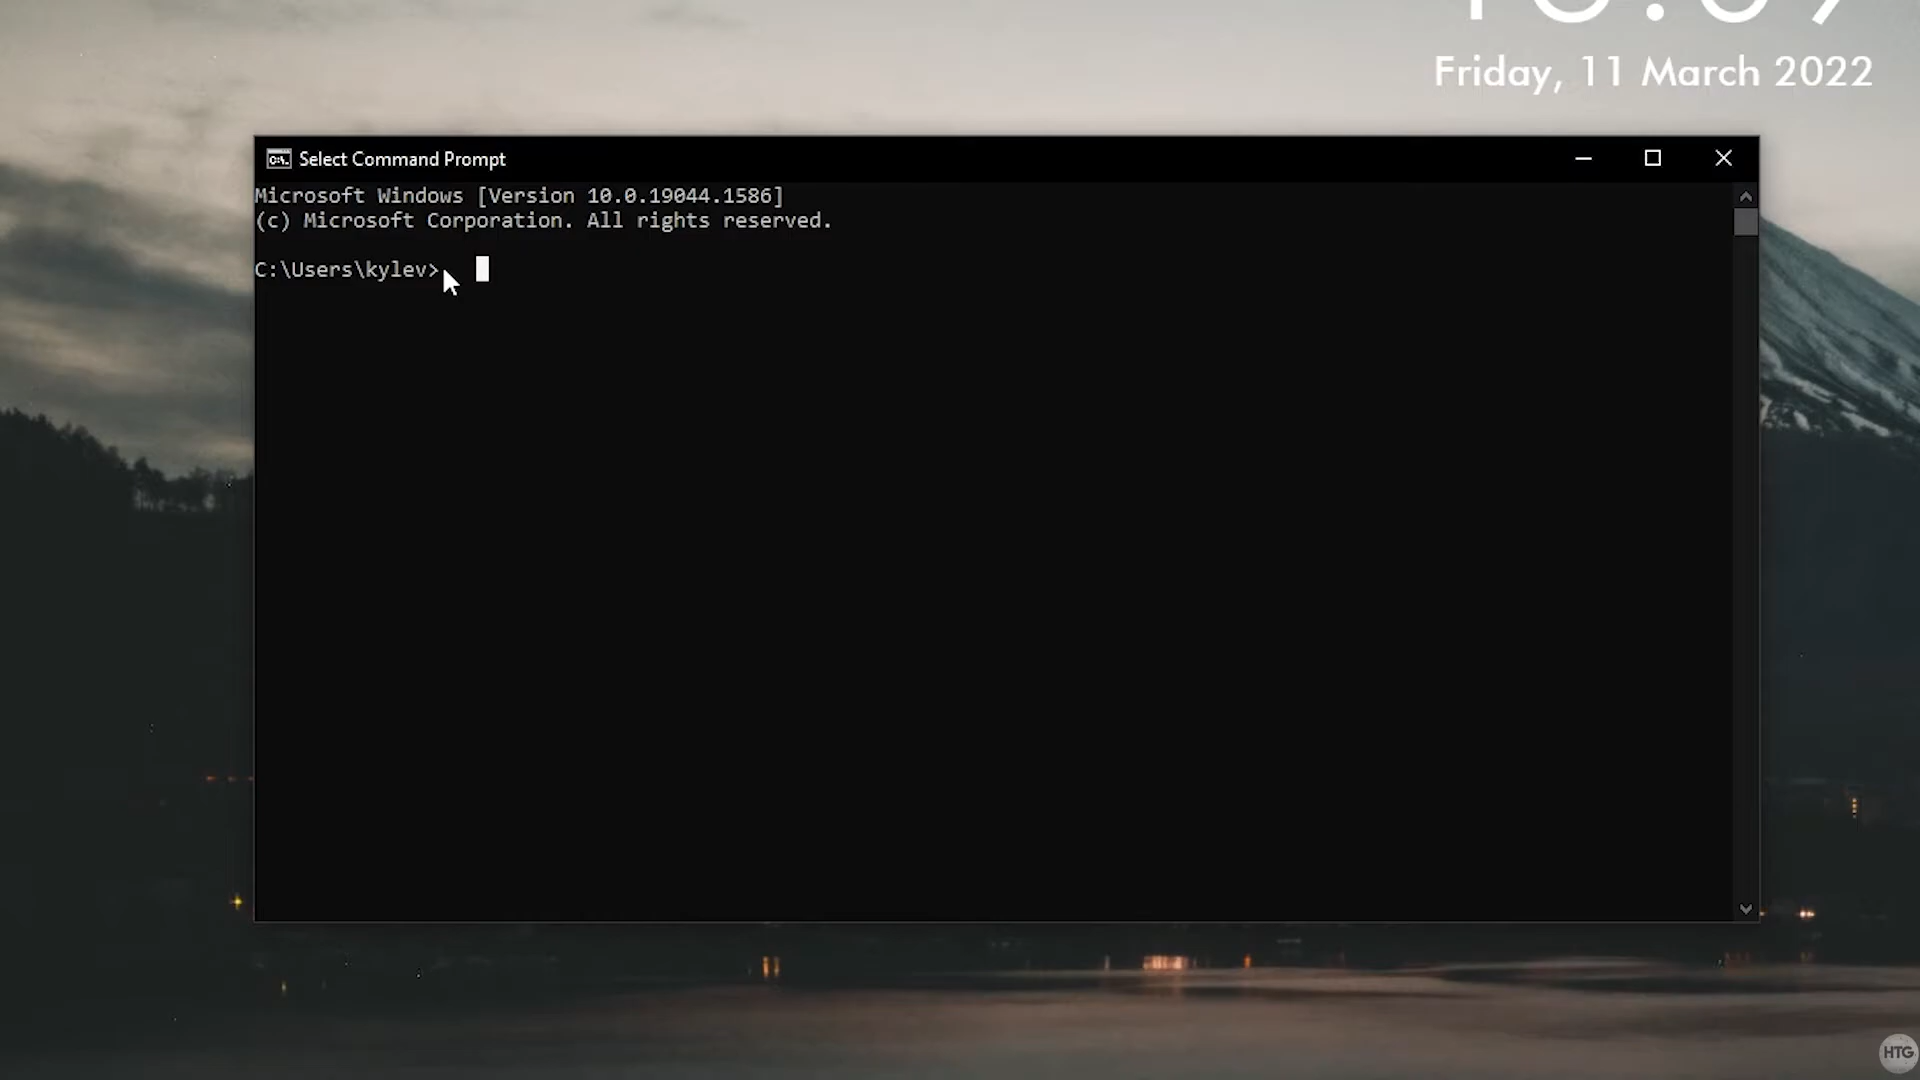 Friday, 11 March 2022
Select Command Prompt
Microsoft Windows [Version 10.0.19044.1586]
(c) Microsoft Corporation. All rights reserved.
C:\Users\kylev>
HTG